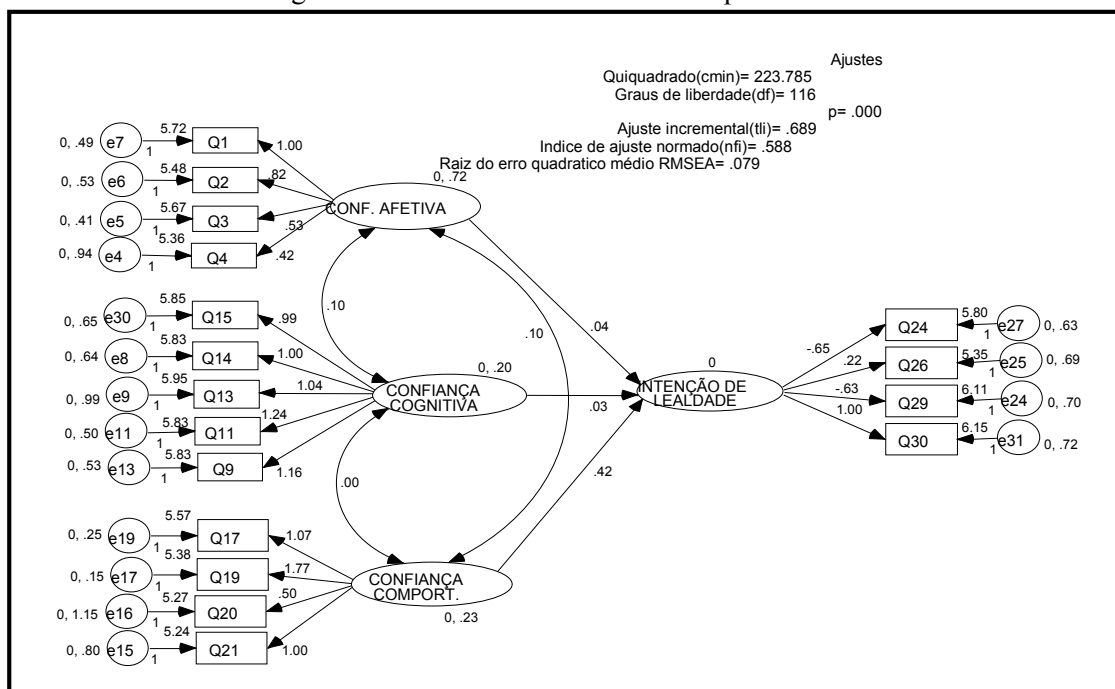 Ajustes
Quiquadrado(cmin)= 223.785
Graus de liberdade(df)= 116
p= .000
Ajuste incremental(tli)= .689
Indice de ajuste normado(nfi)= .588
Raiz do erro quadratico médio RMSEA= .079
0, .49 e7 1 5.72 Q1 1.00
0, .53 e6 1 5.48 Q2 .82
0, .41 e5 1 5.67 Q3 .53
0, .94 e4 1 5.36 Q4 .42
0, .72
CONF. AFETIVA
.10
.10
.04
0, .65 e30 1 5.85 Q15 .99
0, .64 e8 1 5.83 Q14 1.00
0, .99 e9 1 5.95 Q13 1.04
0, .50 e11 1 5.83 Q11 1.24
0, .53 e13 1 5.83 Q9 1.16
0, .20
CONFIANÇA
COGNITIVA
.03
.00
0
INTENÇÃO DE
LEALDADE
-.65 Q24 5.80 1 e27 0, .63
.22 Q26 5.35 1 e25 0, .69
-.63 Q29 6.11 1 e24 0, .70
1.00 Q30 6.15 1 e31 0, .72
.42
0, .25 e19 1 5.57 Q17 1.07
0, .15 e17 1 5.38 Q19 1.77
0, 1.15 e16 1 5.27 Q20 .50
0, .80 e15 1 5.24 Q21 1.00
CONFIANÇA
COMPORT.
0, .23